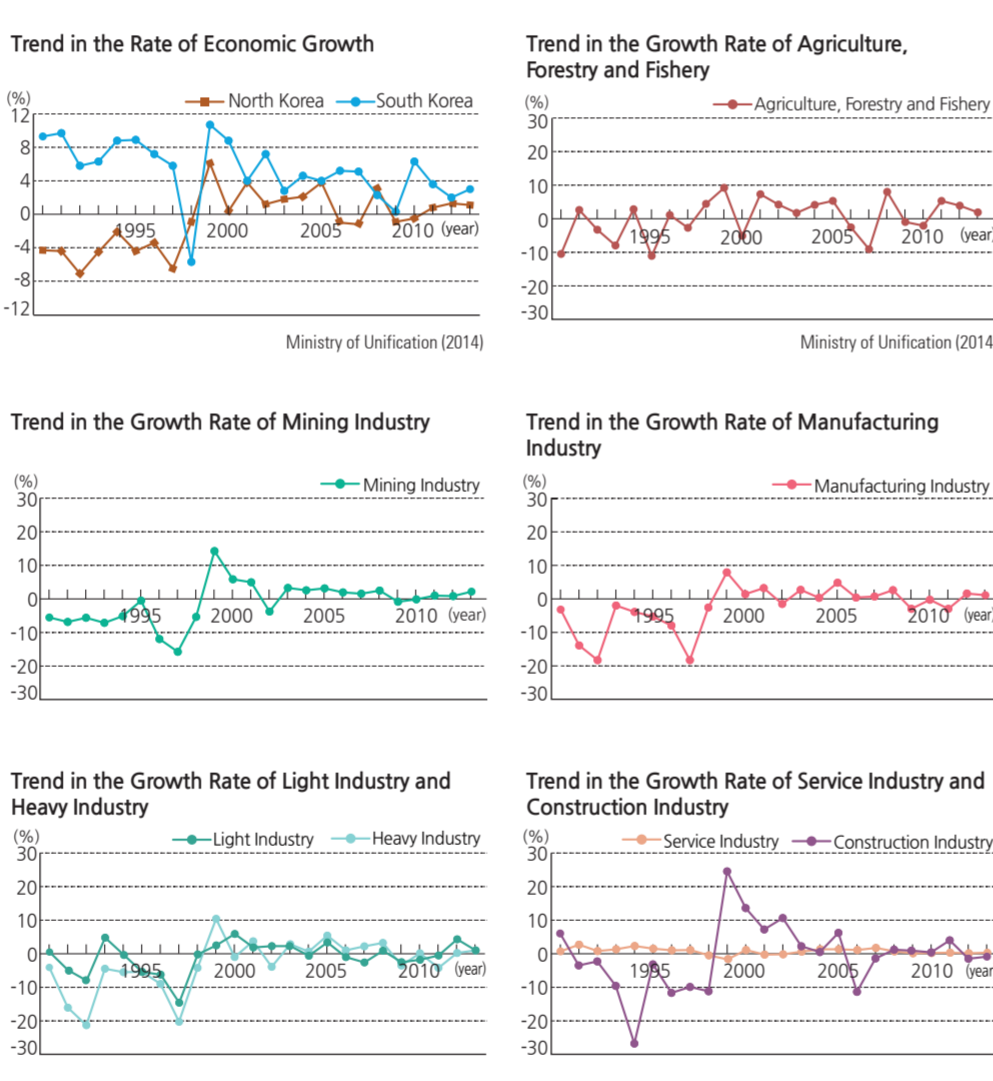 Trend in the Rate of Economic Growth
(%)
North Korea
South Korea
12
8
4
0
-4
-8
-12
1995
2000
2005
2010
(year)
Ministry of Unification (2014)
Trend in the Growth Rate of Agriculture,
Forestry and Fishery
(%)
Agriculture, Forestry and Fishery
30
20
10
0
-10
-20
-30
1995
2000
2005
2010
(year
Ministry of Unification (2014
Trend in the Growth Rate of Mining Industry
(%)
Mining Industry
30
20
10
0
-10
-20
-30
1995
2000
2005
2010
(year)
Trend in the Growth Rate of Manufacturing
Industry
(%)
Manufacturing Industry
30
20
10
0
-10
-20
-30
1995
2000
2005
2010
(year
Trend in the Growth Rate of Light Industry and
Heavy Industry
(%)
Light Industry
Heavy Industry
30
20
10
0
-10
-20
-30
1995
2000
2005
2010
(year)
Trend in the Growth Rate of Service Industry and
Construction Industry
(%)
Service Industry
Construction Industry
30
20
10
0
-10
-20
-30
1995
2000
2005
2010
(year